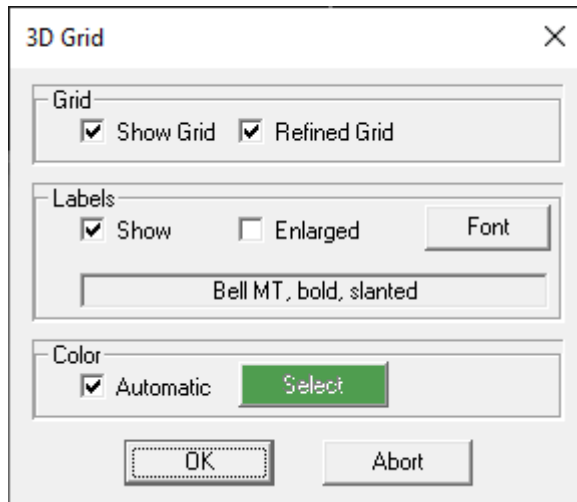 3D Grid
Grid
Show Grid Refined Grid
Labels
Show Enlarged Font
Bell MT, bold, slanted
Color
Automatic Select
OK Abort